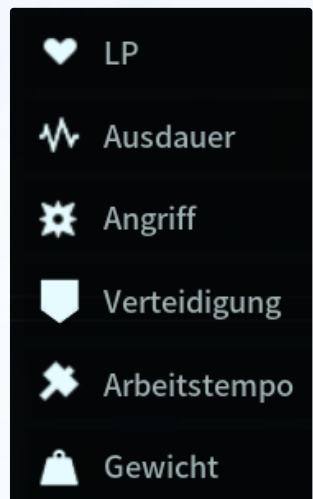 LP
Ausdauer
Angriff
Verteidigung
Arbeitstempo
Gewicht